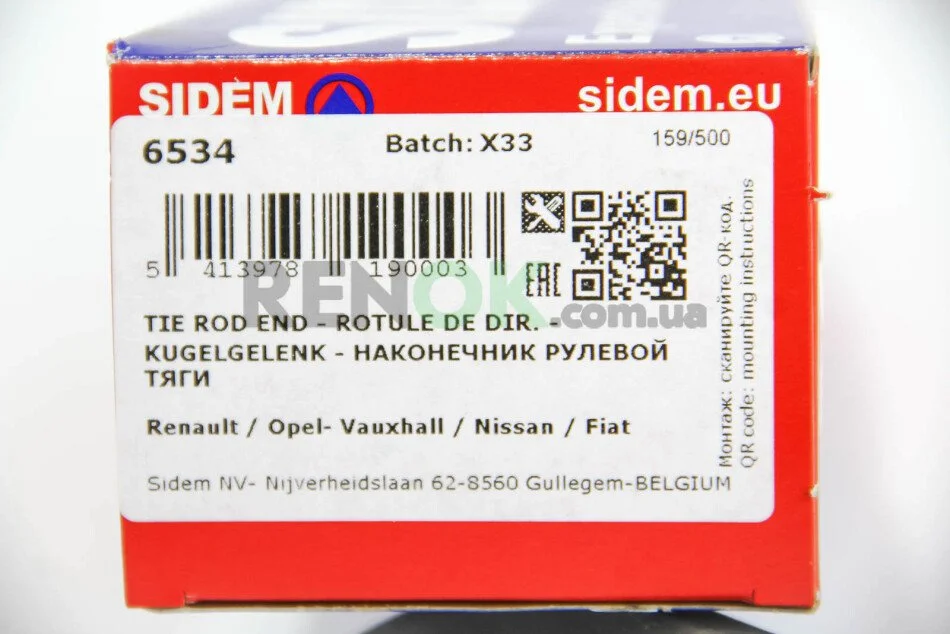 SIDEM
sidem.eu
6534
Batch: X33
159/500
5 413978 190003
EAC
RENOK.com.ua
TIE ROD END - ROTULE DE DIR. -
KUGELGELENK - НАКОНЕЧНИК РУЛЕВОЙ
ТЯГИ
Renault / Opel- Vauxhall / Nissan / Fiat
Sidem NV- Nijverheidslaan 62-8560 Gullegem-BELGIUM
Монтаж: сканируйте QR-код.
QR code: mounting instructions